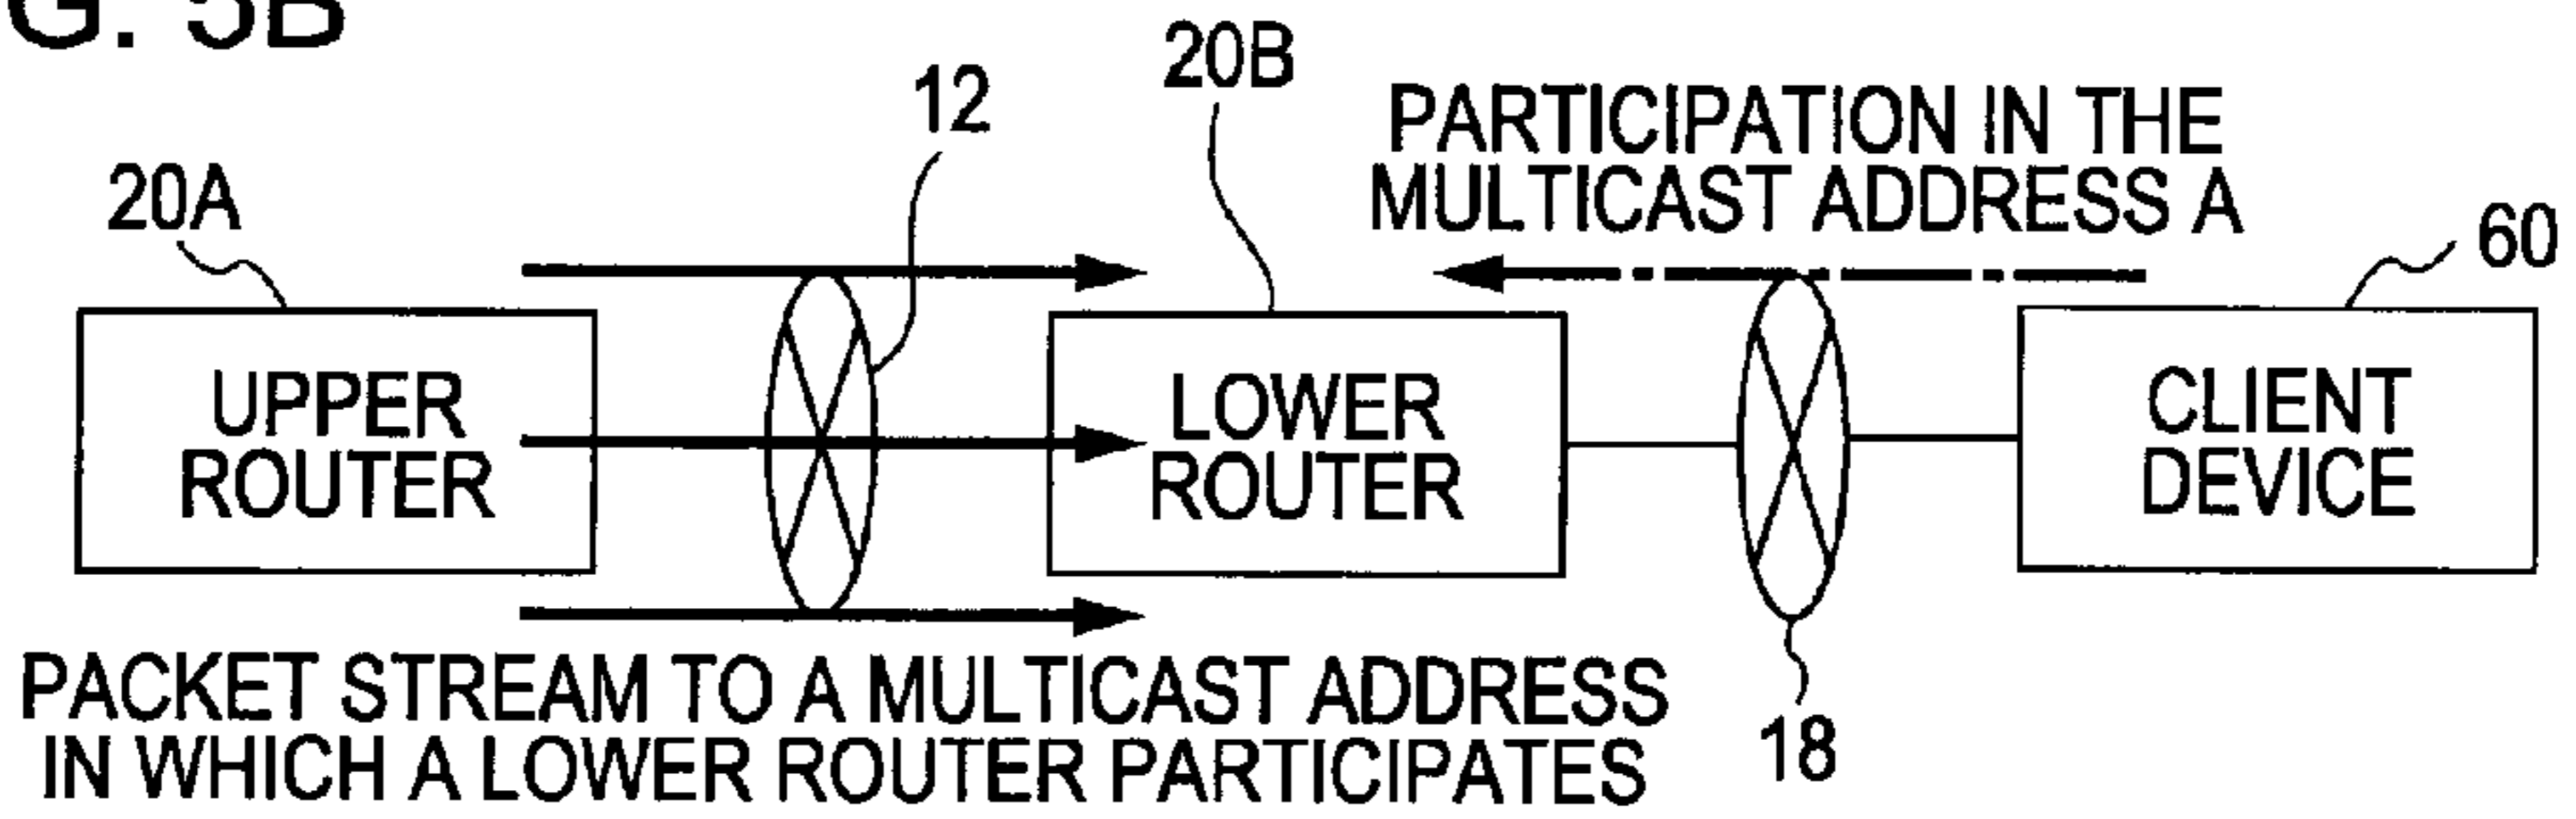 G. 5B
12
20B
PARTICIPATION IN THE
MULTICAST ADDRESS A
20A
60
UPPER
ROUTER
LOWER
ROUTER
CLIENT
DEVICE
PACKET STREAM TO A MULTICAST ADDRESS
IN WHICH A LOWER ROUTER PARTICIPATES
18